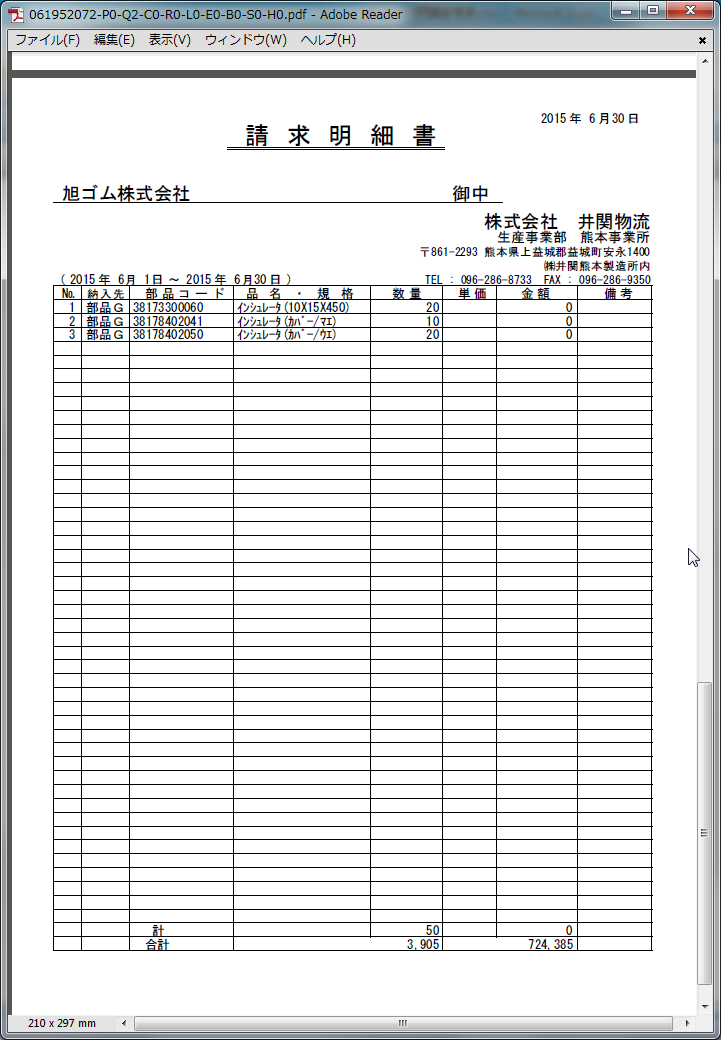 061952072-P0-Q2-C0-R0-L0-E0-B0-S0-H0.pdf - Adobe Reader
ファイル(F) 編集(E) 表示(V) ウィンドウ(W) ヘルプ(H)
2015 年 6 月 30 日
請 求 明 細 書
旭ゴム株式会社 御中
株式会社 井関物流
生産事業部 熊本事業所
〒861-2293 熊本県上益城郡益城町安永1400
㈱井関熊本製造所内
( 2015 年 6月 1日 ～ 2015 年 6月30 日 ) TEL : 096-286-8733 FAX : 096-286-9350
No. 納入先 部 品 コ ー ド 品 名 ・ 規 格 数 量 単 価 金 額 備 考
1 部品G 38173300060 ｲﾝｼｭﾚｰﾀ(10X15X450) 20 0
2 部品G 38178402041 ｲﾝｼｭﾚｰﾀ(ｶﾊﾞｰ/ﾏｴ) 10 0
3 部品G 38178402050 ｲﾝｼｭﾚｰﾀ(ｶﾊﾞｰ/ｳｴ) 20 0
計 50 0
合計 3,905 724,385
210 x 297 mm